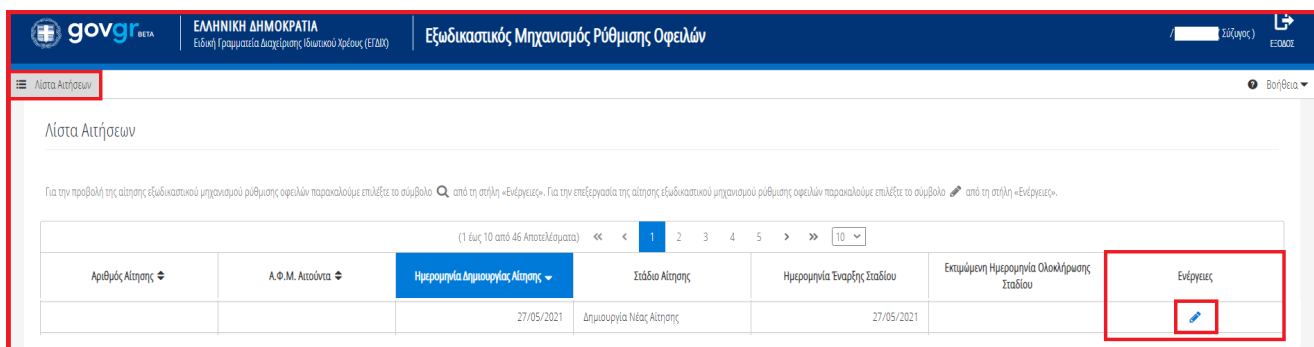 govgr BETA
ΕΛΛΗΝΙΚΗ ΔΗΜΟΚΡΑΤΙΑ
Ειδική Γραμματεία Διαχείρισης Ιδιωτικού Χρέους (ΕΓΔΙΧ)
Εξωδικαστικός Μηχανισμός Ρύθμισης Οφειλών
/ Σύζυγος )
ΕΞΟΔΟΣ
Λίστα Αιτήσεων
Βοήθεια
Λίστα Αιτήσεων
Για την προβολή της αίτησης εξωδικαστικού μηχανισμού ρύθμισης οφειλών παρακαλούμε επιλέξτε το σύμβολο από τη στήλη «Ενέργειες». Για την επεξεργασία της αίτησης εξωδικαστικού μηχανισμού ρύθμισης οφειλών παρακαλούμε επιλέξτε το σύμβολο από τη στήλη «Ενέργειες».
(1 έως 10 από 46 Αποτελέσματα) 1 2 3 4 5 10
Αριθμός Αίτησης Α.Φ.Μ. Αιτούντα Ημερομηνία Δημιουργίας Αίτησης Στάδιο Αίτησης Ημερομηνία Έναρξης Σταδίου Εκτιμώμενη Ημερομηνία Ολοκλήρωσης Σταδίου Ενέργειες
27/05/2021 Δημιουργία Νέας Αίτησης 27/05/2021